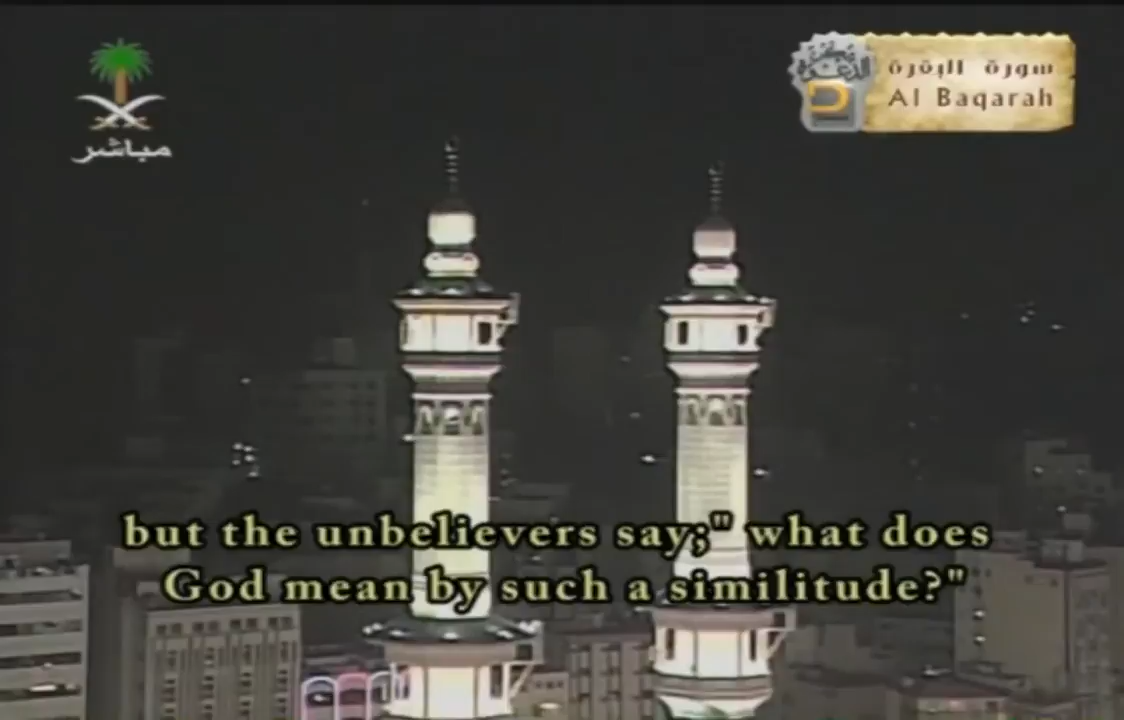 مباشر
سورة البقرة
Al Baqarah
but the unbelievers say;" what does
God mean by such a similitude?"